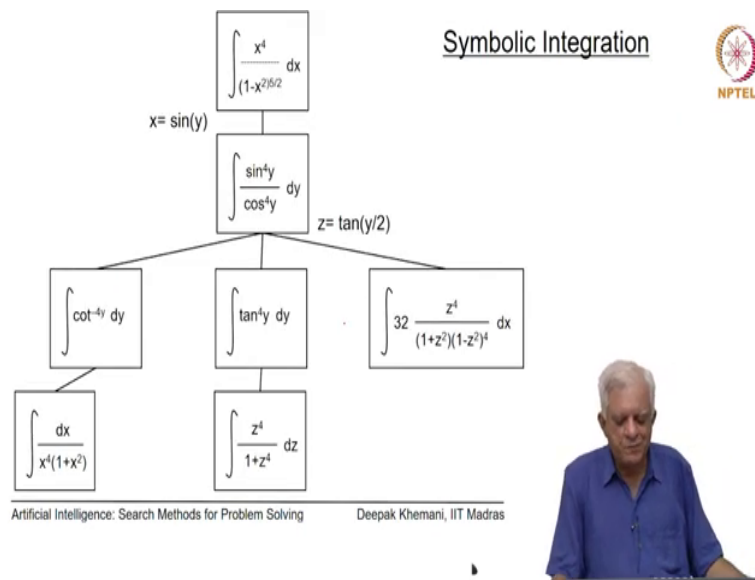 Symbolic Integration
NPTEL
∫ x⁴ / (1-x²)5/2 dx
x= sin(y)
∫ sin⁴y / cos⁴y dy
z= tan(y/2)
∫ cot⁻⁴ʸ dy
∫ tan⁴y dy
∫ 32 z⁴ / (1+z²)(1-z²)⁴ dx
∫ dx / x⁴(1+x²)
∫ z⁴ / 1+z⁴ dz
Artificial Intelligence: Search Methods for Problem Solving
Deepak Khemani, IIT Madras